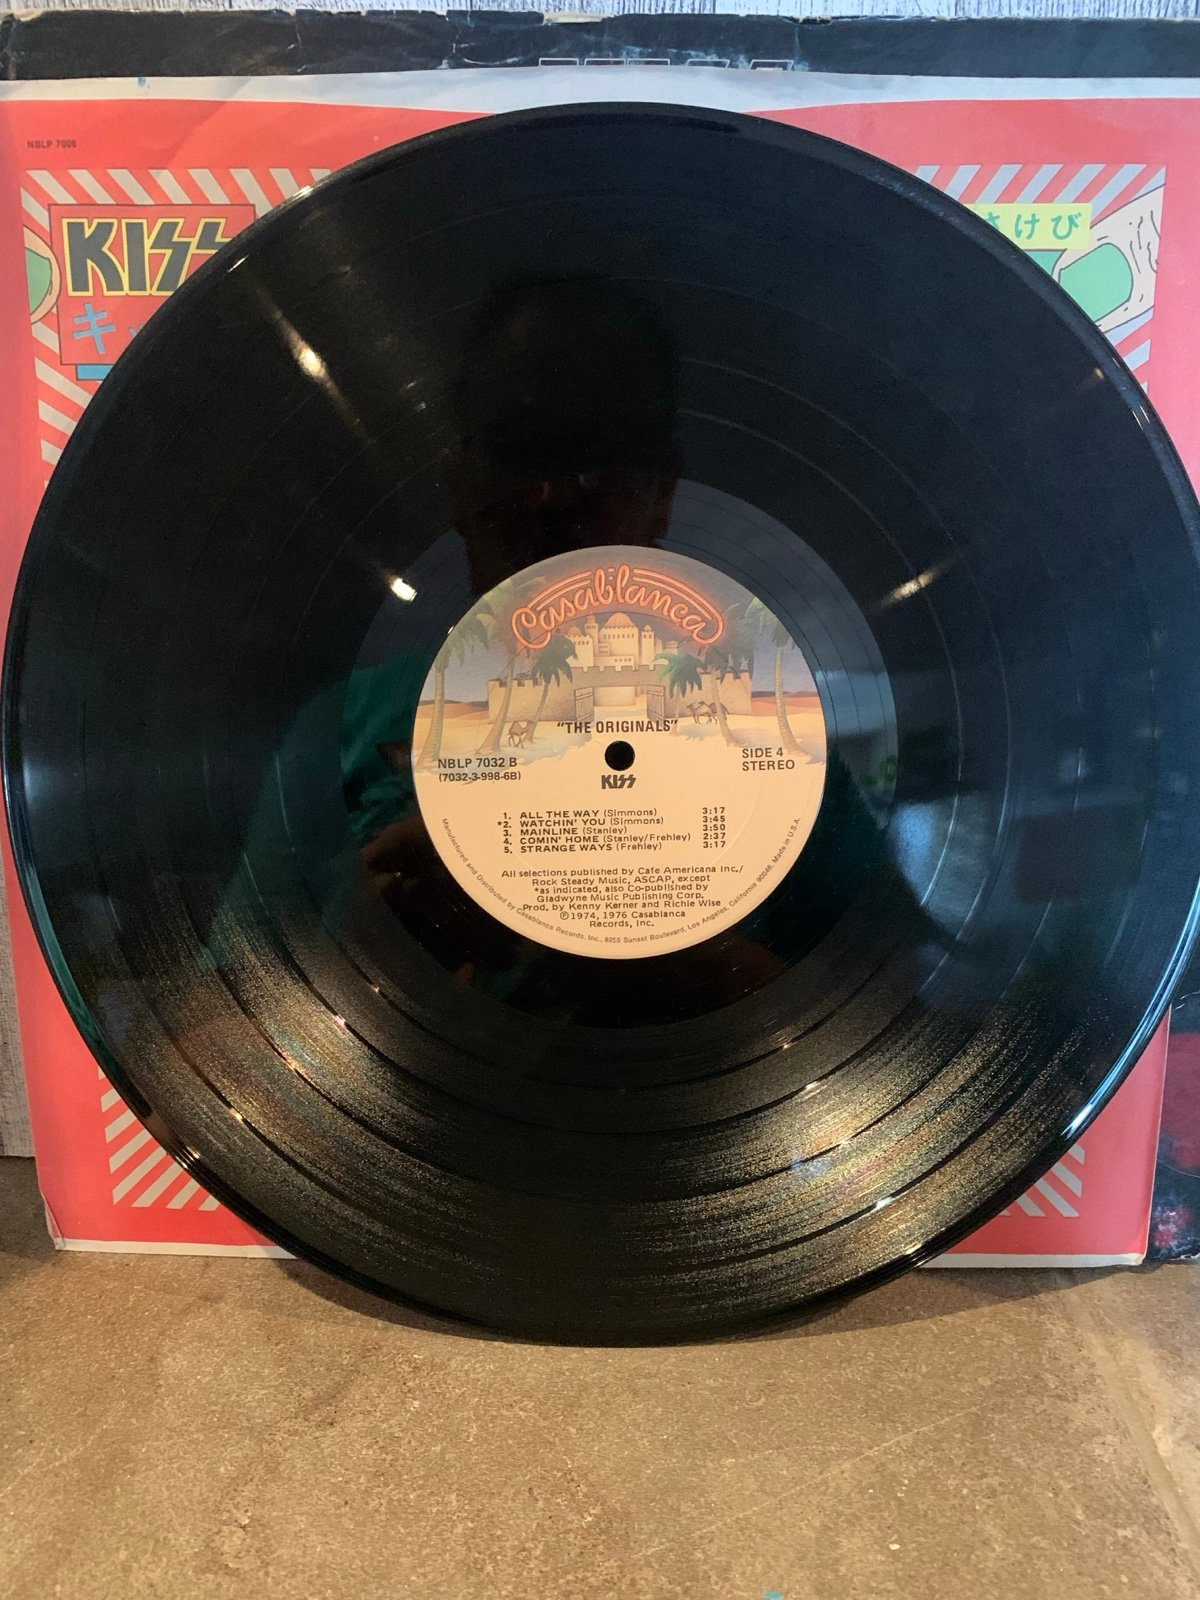 NBLP 7006
KISS
キ
さけび
Casablanca
"THE ORIGINALS"
NBLP 7032 B
(7032-3-998-6B)
SIDE 4
STEREO
KISS
1. ALL THE WAY (Simmons) 3:17
*2. WATCHIN' YOU (Simmons) 3:45
3. MAINLINE (Stanley) 3:50
4. COMIN' HOME (Stanley/Frehley) 2:37
5. STRANGE WAYS (Frehley) 3:17
All selections published by Cafe Americana Inc./
Rock Steady Music, ASCAP, except
*as indicated, also Co-published by
Gladwyne Music Publishing Corp.
Prod. by Kenny Kerner and Richie Wise
Ⓟ1974, 1976 Casablanca
Records, Inc.
Manufactured and Distributed by Casablanca Records, Inc., 8255 Sunset Boulevard, Los Angeles, California 90046. Made in U.S.A.